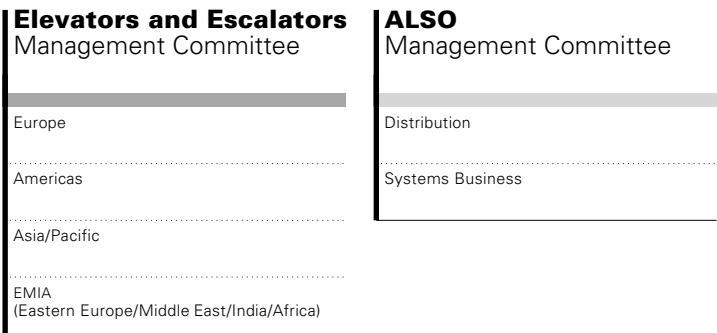 Elevators and Escalators
Management Committee
Europe
Americas
Asia/Pacific
EMIA
(Eastern Europe/Middle East/India/Africa)
ALSO
Management Committee
Distribution
Systems Business